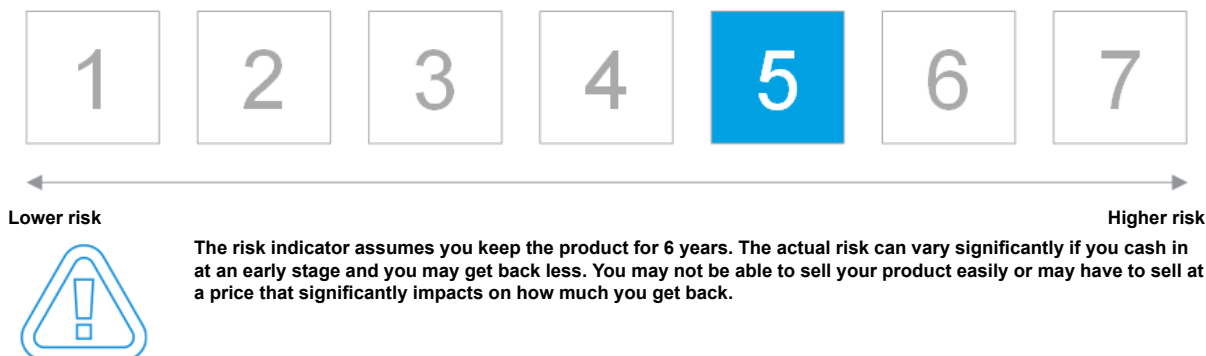 1 2 3 4 5 6 7
Lower risk Higher risk
The risk indicator assumes you keep the product for 6 years. The actual risk can vary significantly if you cash in
at an early stage and you may get back less. You may not be able to sell your product easily or may have to sell at
a price that significantly impacts on how much you get back.